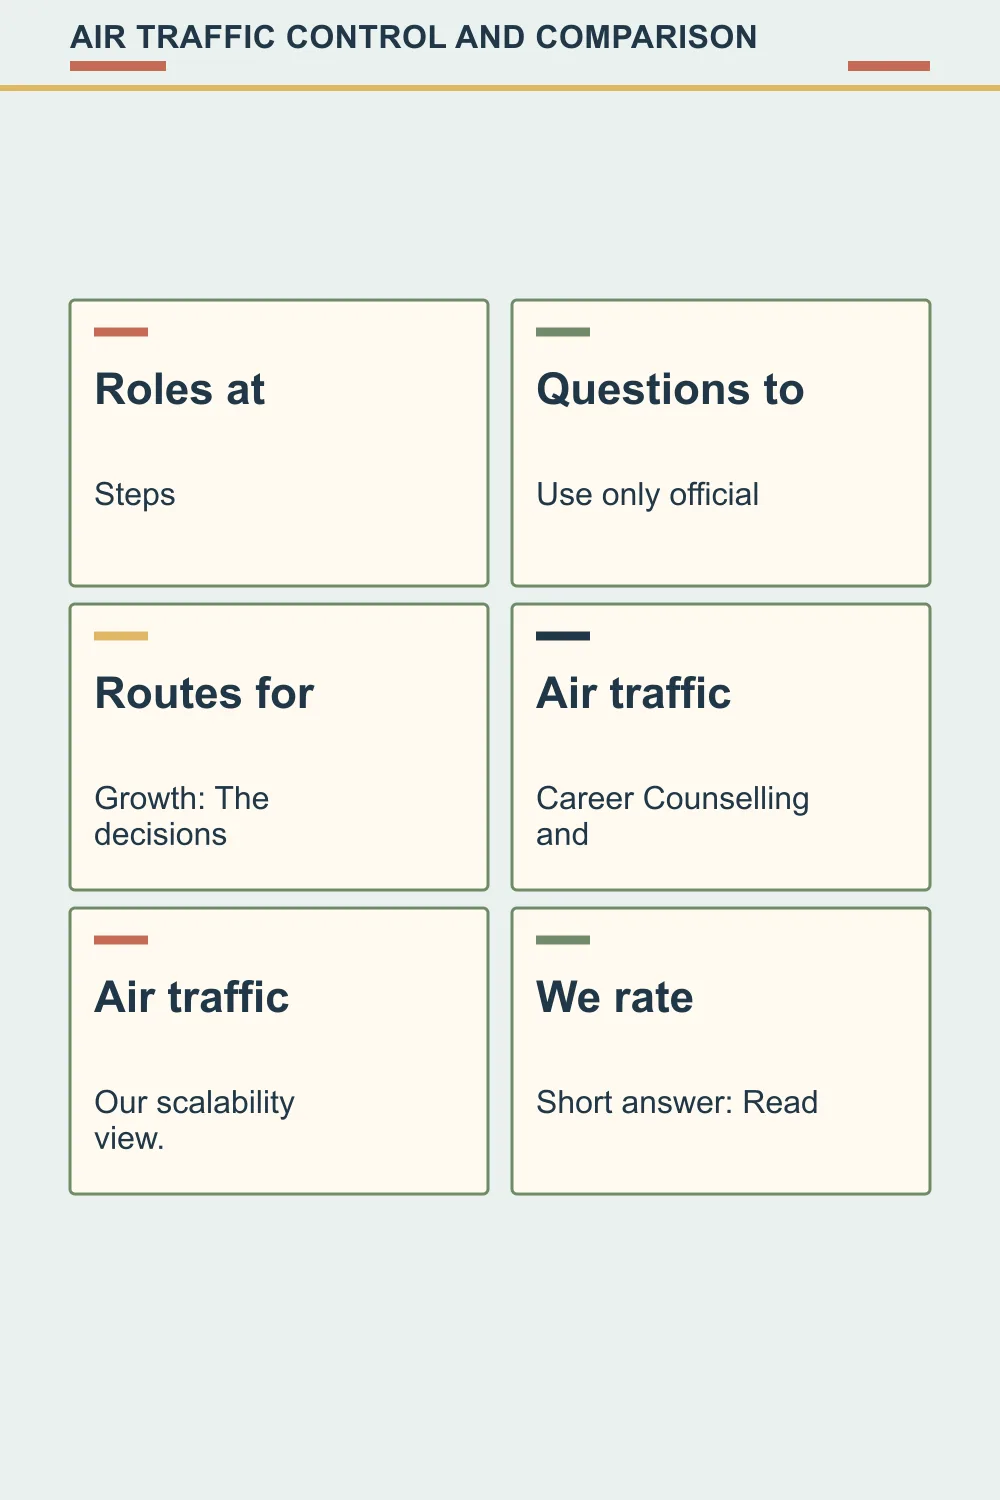 AIR TRAFFIC CONTROL AND COMPARISON
Roles at
Steps
Questions to
Use only official
Routes for
Growth: The
decisions
Air traffic
Career Counselling
and
Air traffic
Our scalability
view.
We rate
Short answer: Read